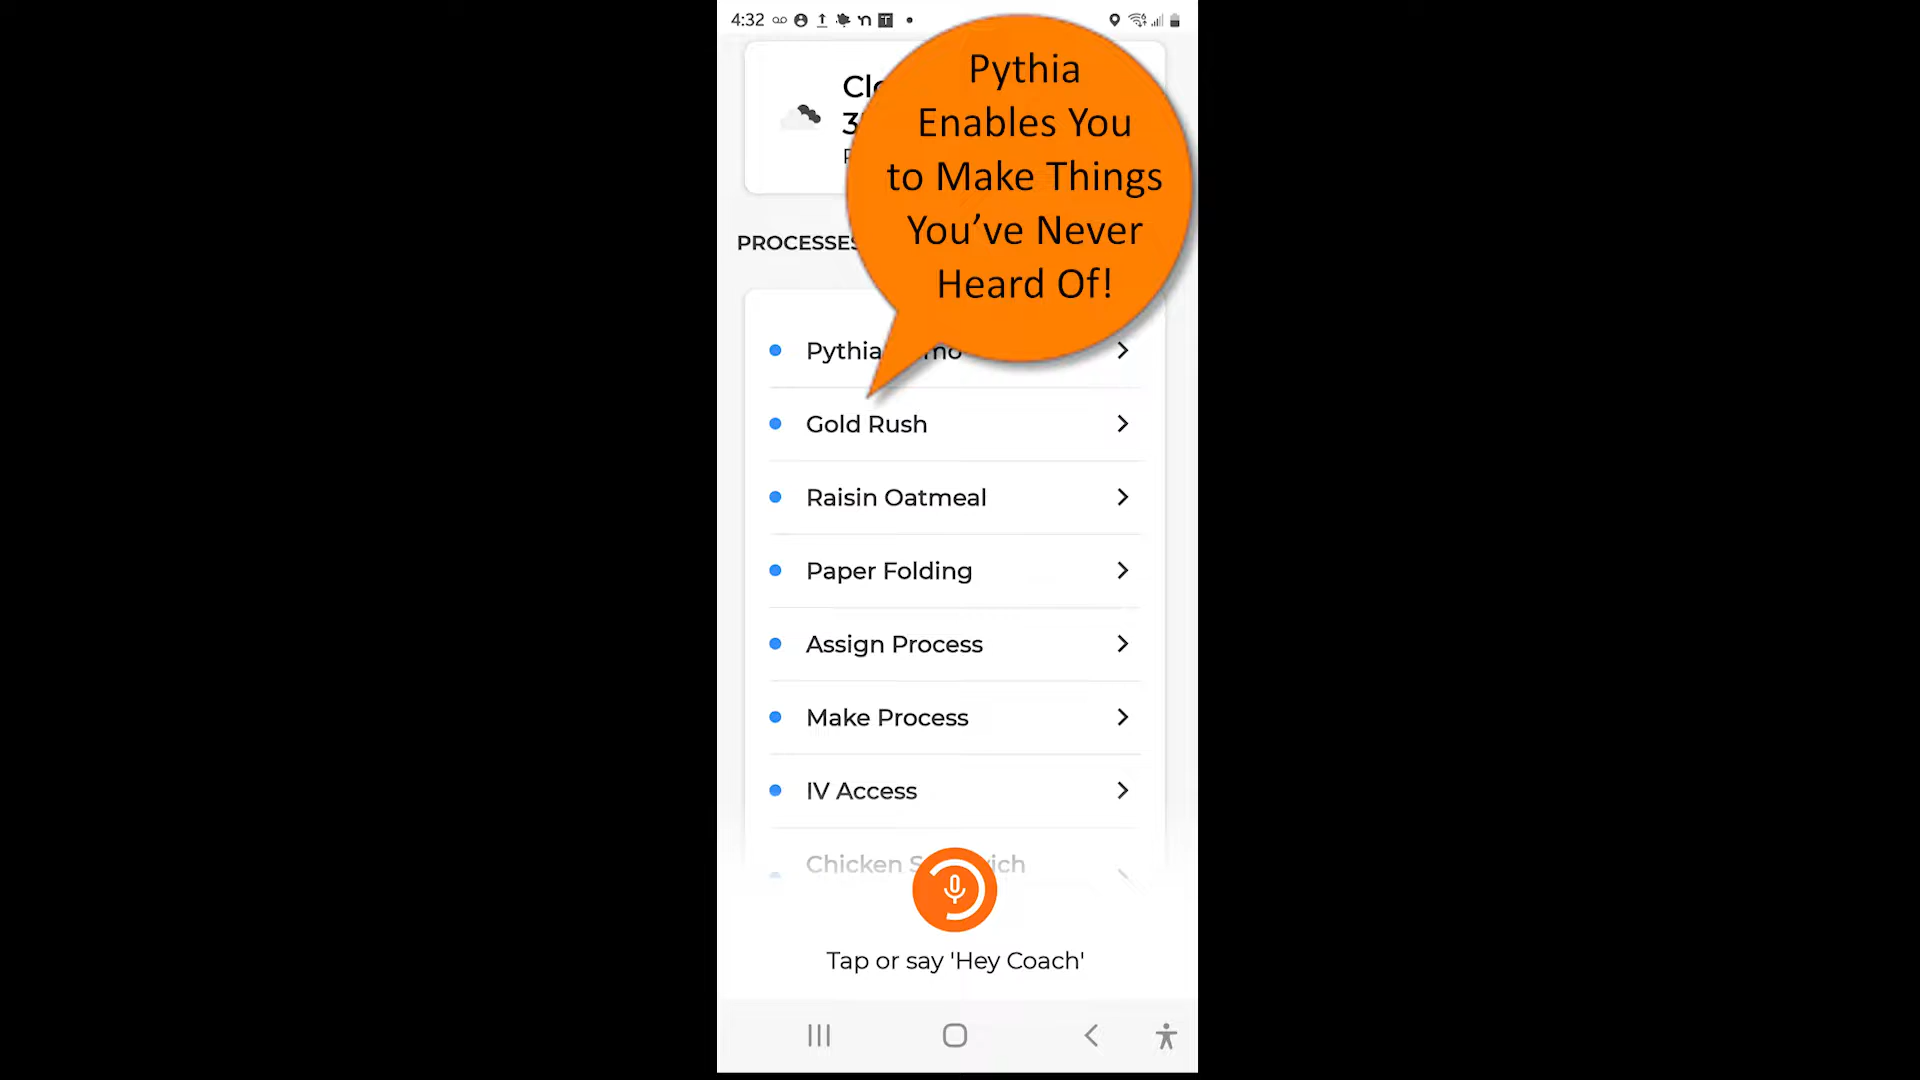 4:32
Pythia
Enables You
to Make Things
You’ve Never
Heard Of!
PROCESSES
Pythia
Gold Rush
Raisin Oatmeal
Paper Folding
Assign Process
Make Process
IV Access
Chicken
Tap or say 'Hey Coach'